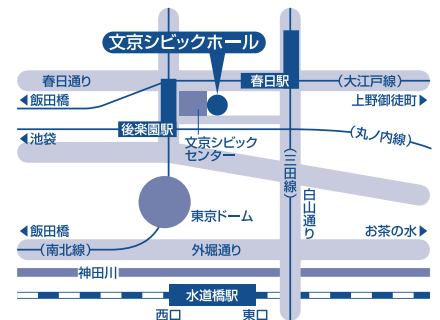 文京シビックホール
春日通り
春日駅
（大江戸線）
飯田橋
上野御徒町
後楽園駅
（丸ノ内線）
池袋
文京シビック
センター
（三田線）
白山通り
東京ドーム
飯田橋
お茶の水
（南北線）
外堀通り
神田川
水道橋駅
西口
東口